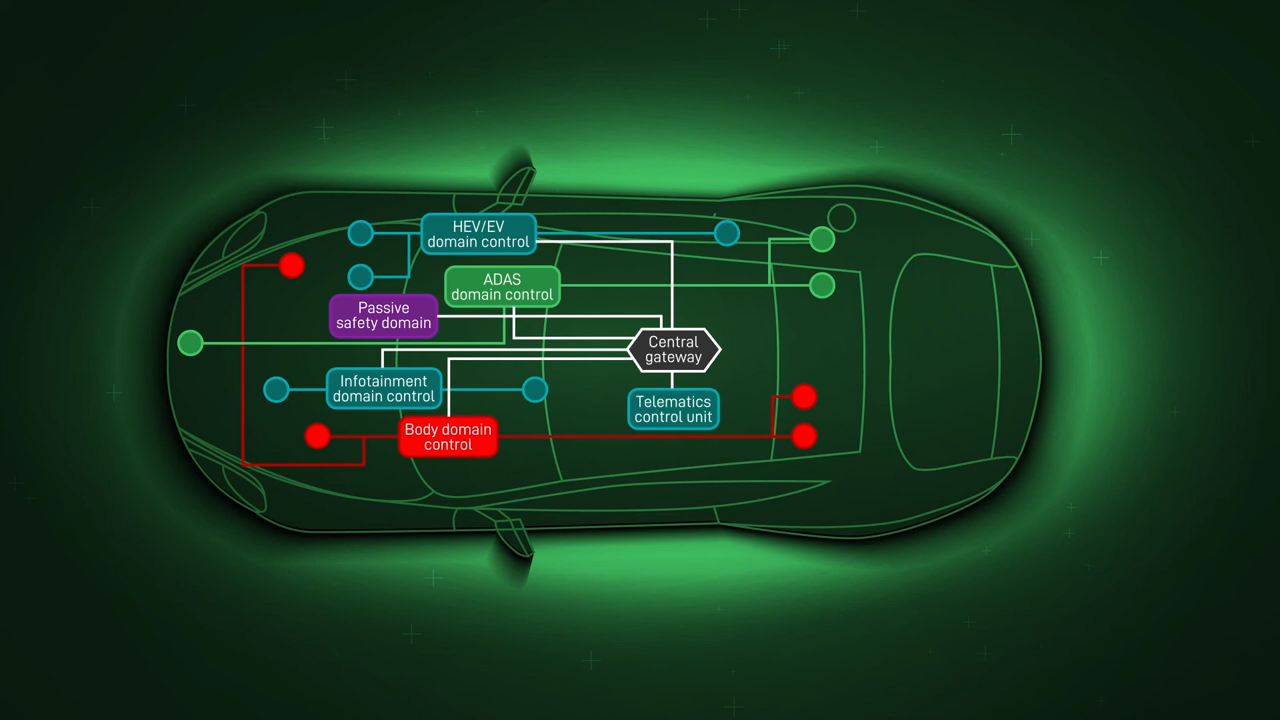 HEV/EV
domain control
ADAS
domain control
Passive
safety domain
Central
gateway
Infotainment
domain control
Telematics
control unit
Body domain
control